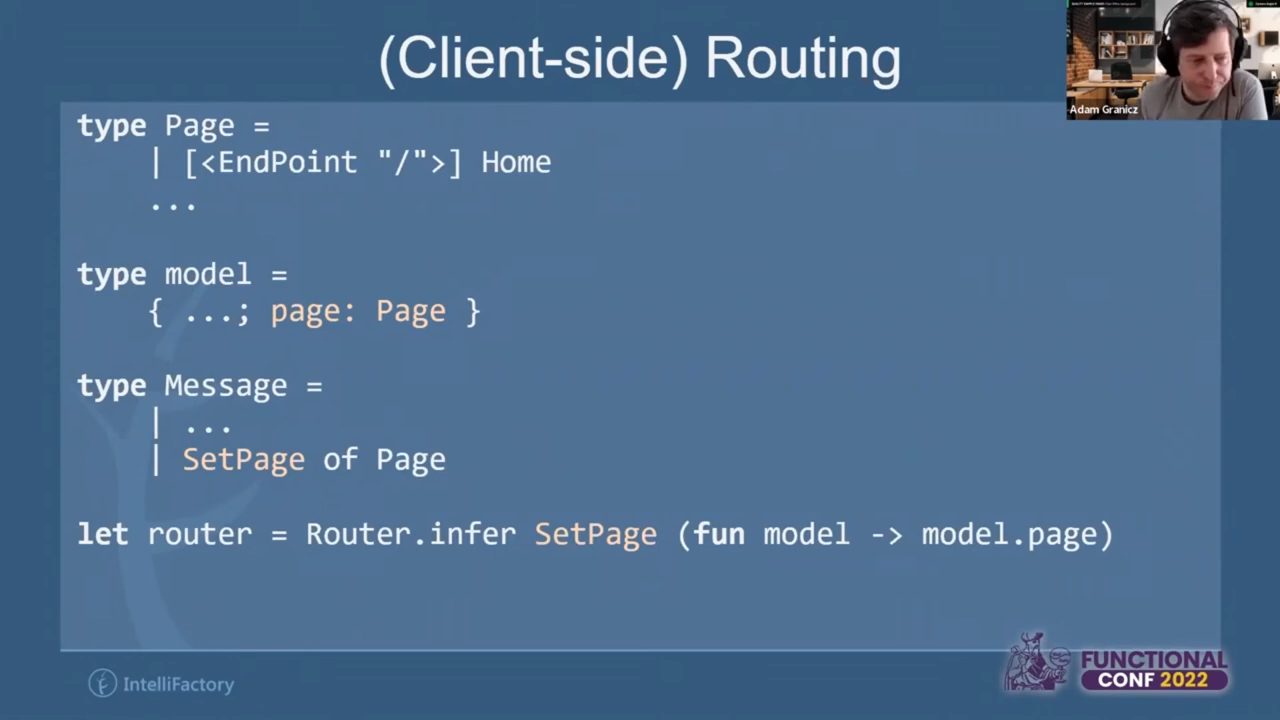 (Client-side) Routing
Adam Granicz
type Page =
| [<EndPoint "/">] Home
...
type model =
{ ...; page: Page }
type Message =
| ...
| SetPage of Page
let router = Router.infer SetPage (fun model -> model.page)
IntelliFactory
FUNCTIONAL
CONF 2022